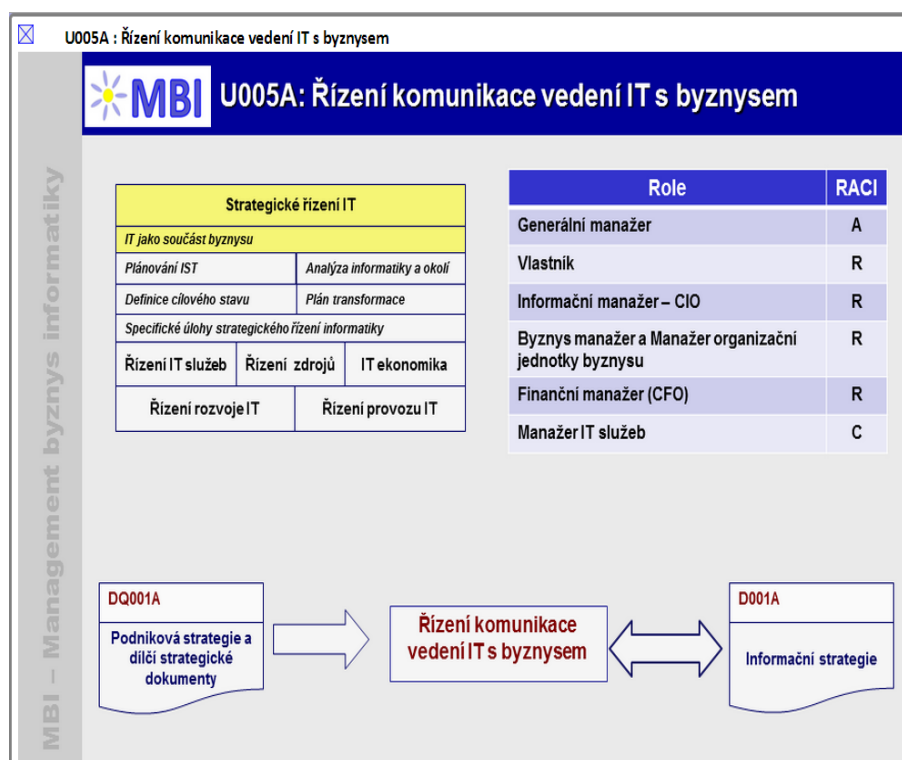 U005A : Řízení komunikace vedení IT s byznysem
MBI
U005A: Řízení komunikace vedení IT s byznysem
MBI – Management byznys informatiky
Strategické řízení IT
IT jako součást byznysu
Plánování IST
Analýza informatiky a okolí
Definice cílového stavu
Plán transformace
Specifické úlohy strategického řízení informatiky
Řízení IT služeb
Řízení zdrojů
IT ekonomika
Řízení rozvoje IT
Řízení provozu IT
Role RACI
Generální manažer A
Vlastník R
Informační manažer – CIO R
Byznys manažer a Manažer organizační R
jednotky byznysu
Finanční manažer (CFO) R
Manažer IT služeb C
DQ001A
Podniková strategie a
dílčí strategické
dokumenty
Řízení komunikace
vedení IT s byznysem
D001A
Informační strategie